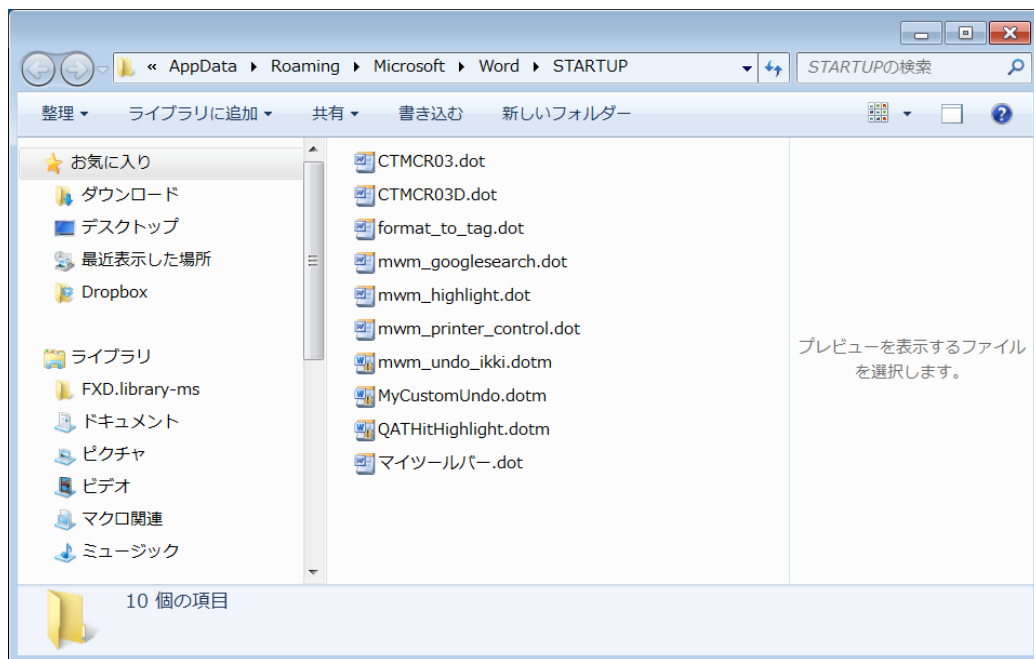 « AppData ▸ Roaming ▸ Microsoft ▸ Word ▸ STARTUP
STARTUPの検索
整理 ライブラリに追加 共有 書き込む 新しいフォルダー
お気に入り
ダウンロード
デスクトップ
最近表示した場所
Dropbox
ライブラリ
FXD.library-ms
ドキュメント
ピクチャ
ビデオ
マクロ関連
ミュージック
CTMCR03.dot
CTMCR03D.dot
format_to_tag.dot
mwm_googlesearch.dot
mwm_highlight.dot
mwm_printer_control.dot
mwm_undo_ikki.dotm
MyCustomUndo.dotm
QATHitHighlight.dotm
マイツールバー.dot
プレビューを表示するファイル
を選択します。
10 個の項目